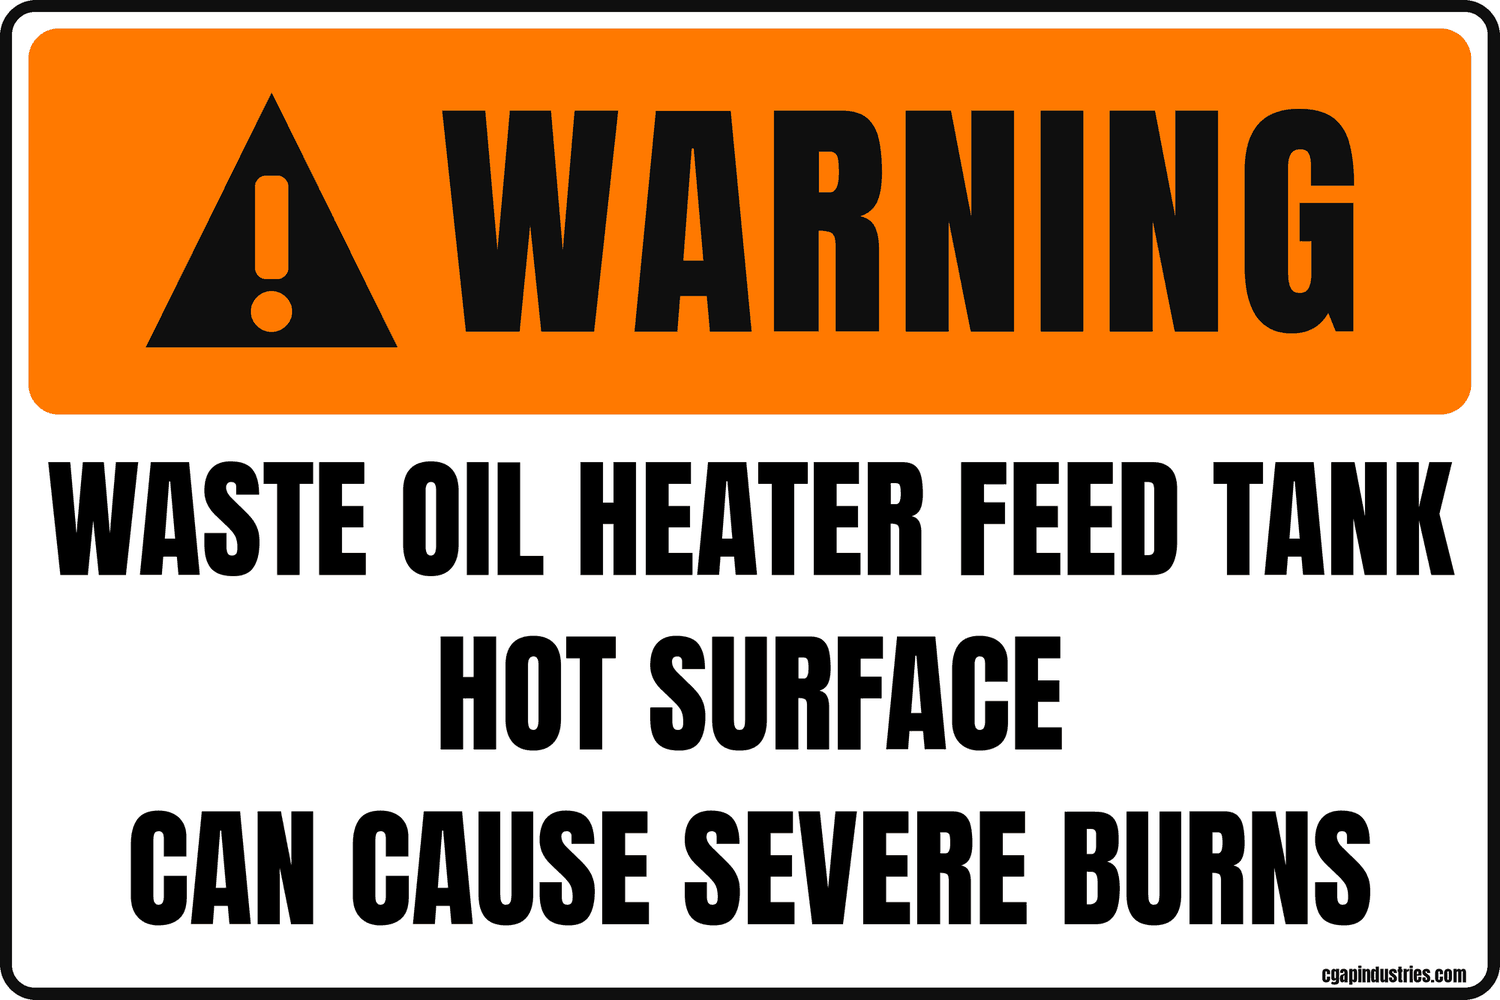 WARNING
WASTE OIL HEATER FEED TANK
HOT SURFACE
CAN CAUSE SEVERE BURNS
cgapindustries.com